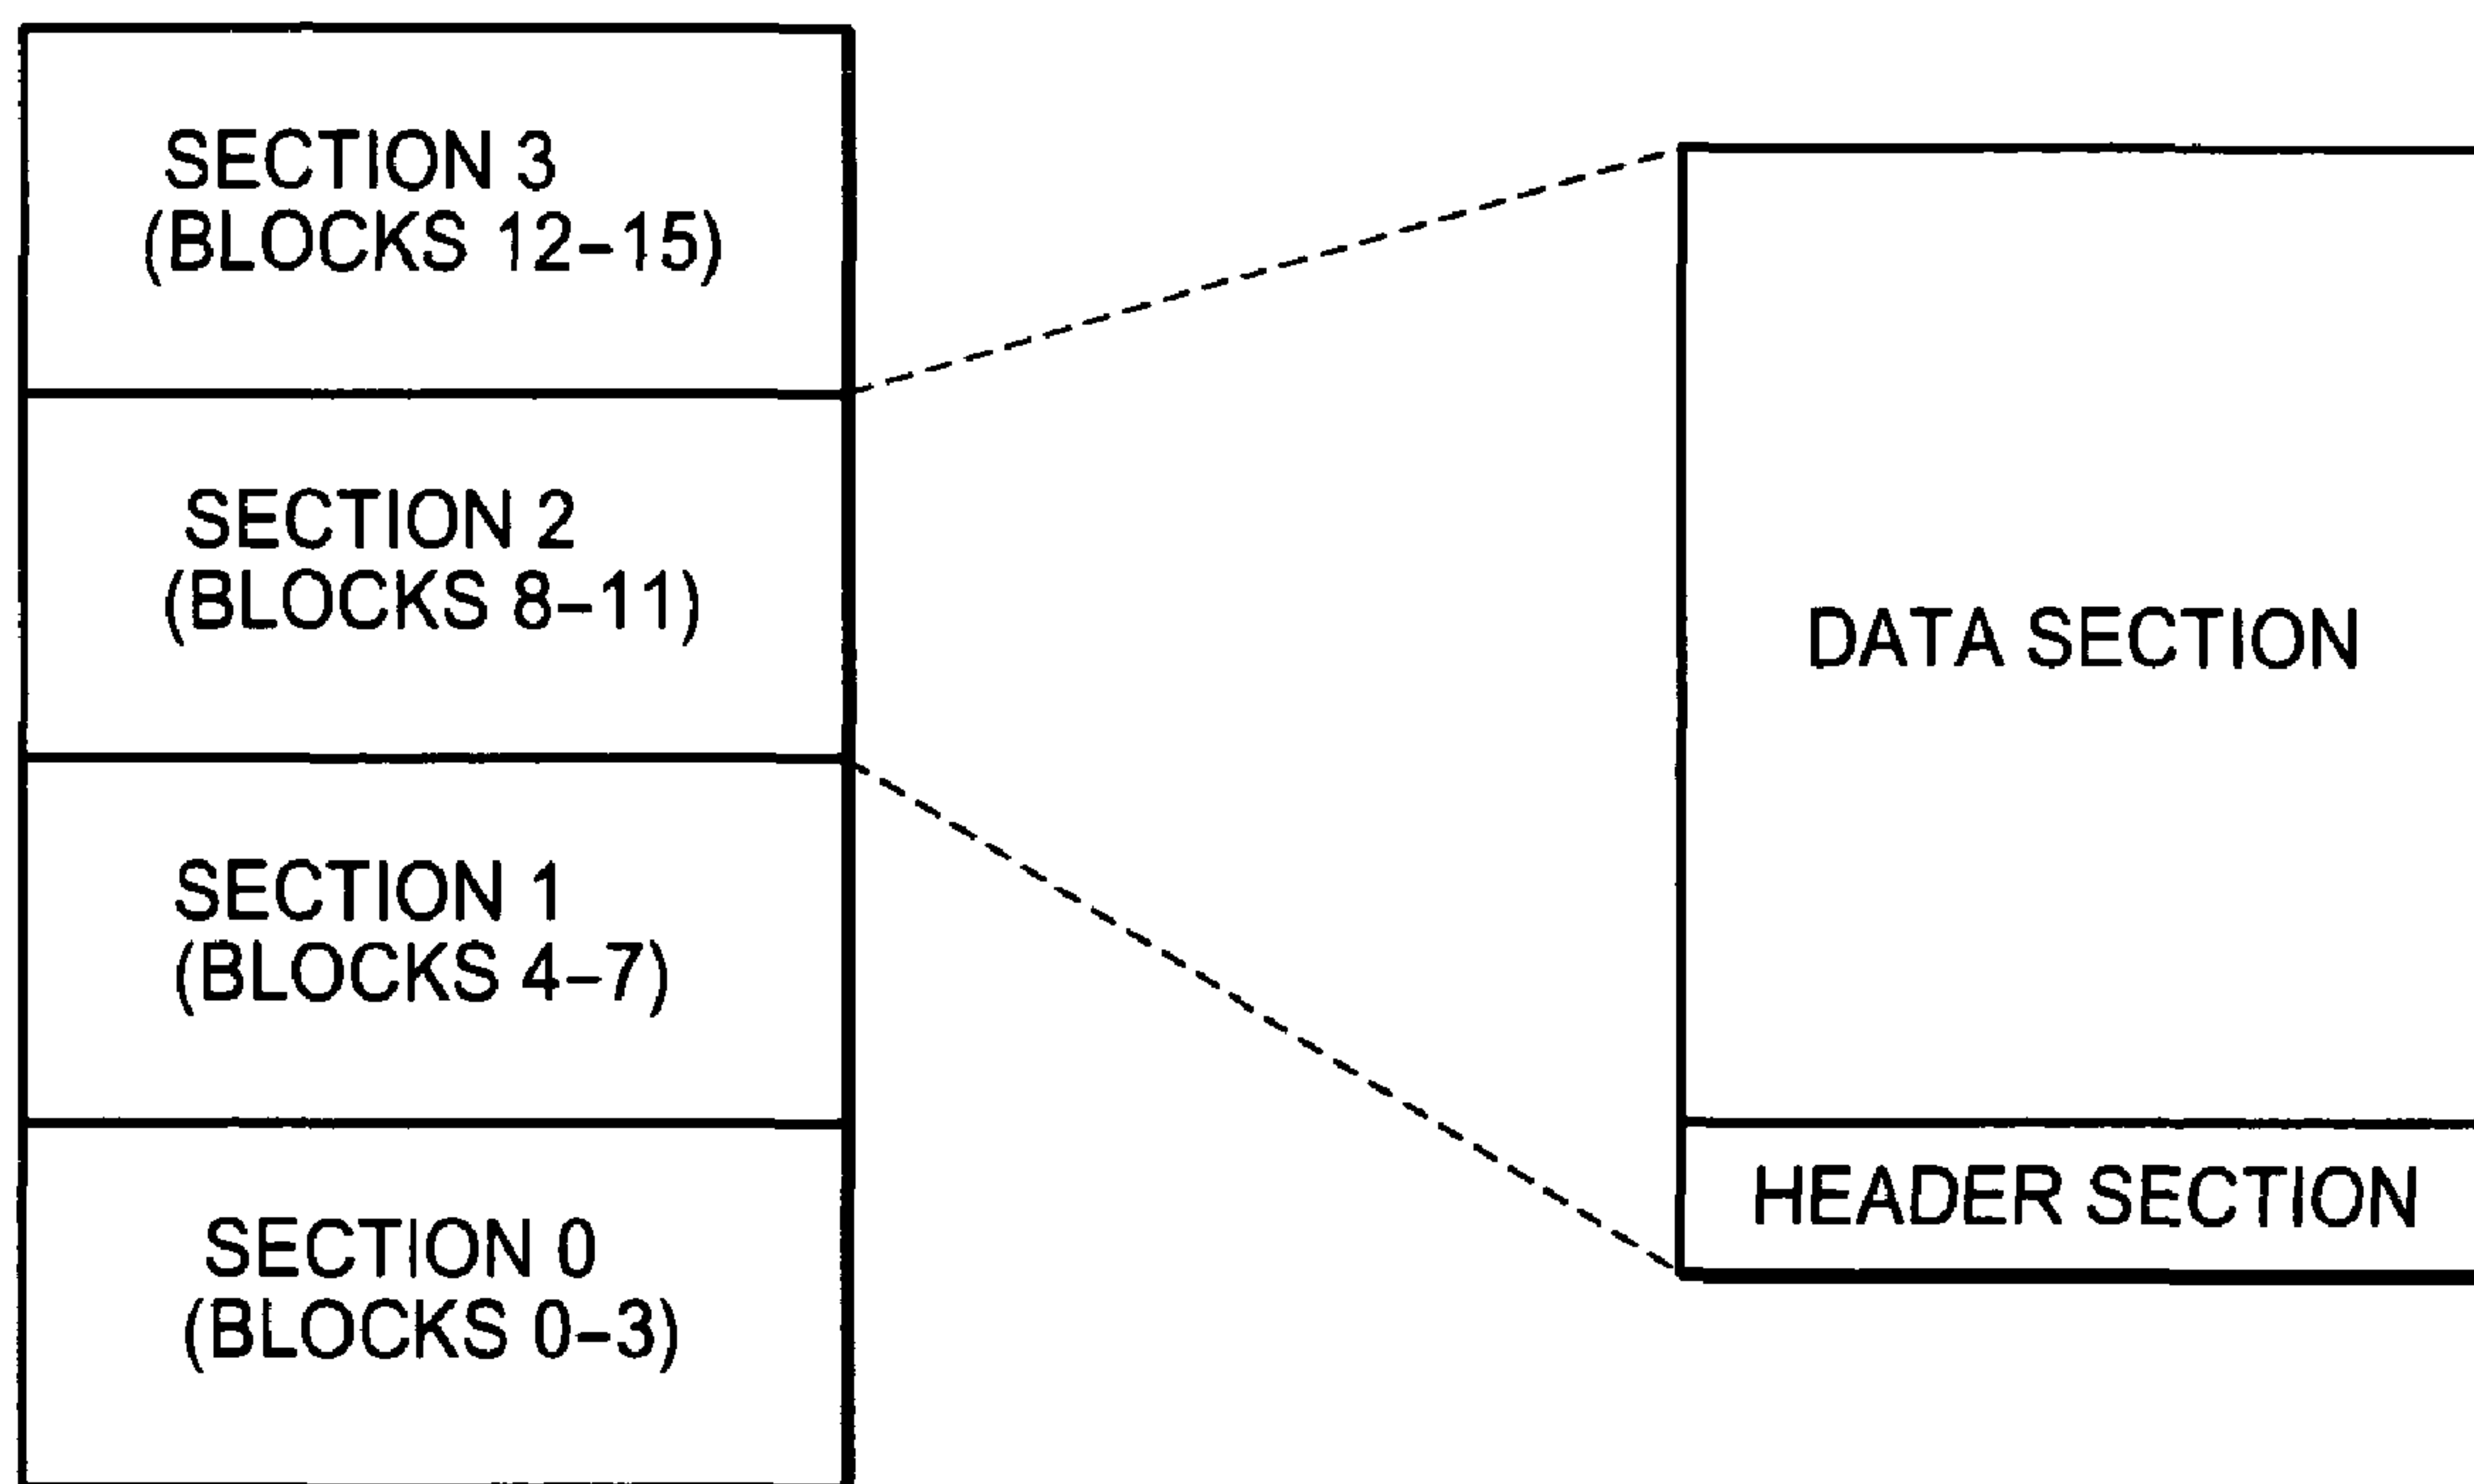 SECTION 3
(BLOCKS 12–15)
SECTION 2
(BLOCKS 8–11)
SECTION 1
(BLOCKS 4–7)
SECTION 0
(BLOCKS 0–3)
DATA SECTION
HEADER SECTION